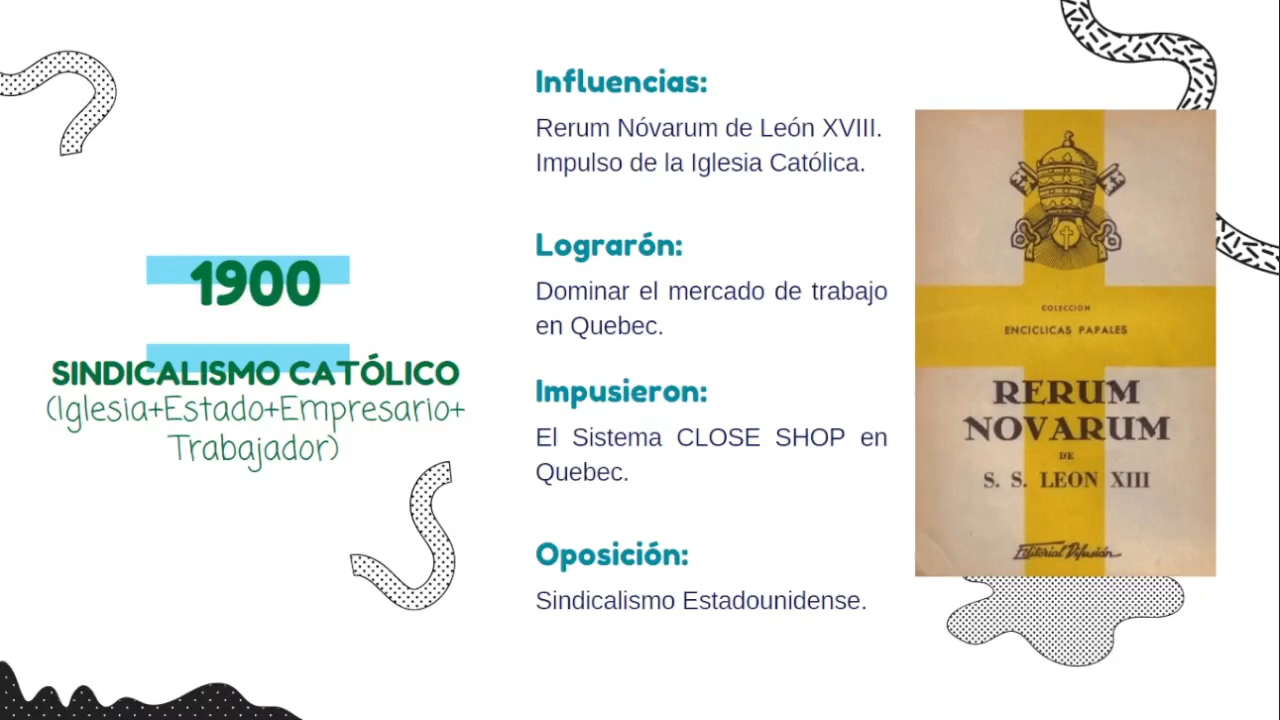 1900
SINDICALISMO CATÓLICO
(Iglesia+Estado+Empresario+
Trabajador)
Influencias:
Rerum Nóvarum de León XVIII.
Impulso de la Iglesia Católica.
Lograrón:
Dominar el mercado de trabajo
en Quebec.
Impusieron:
El Sistema CLOSE SHOP en
Quebec.
Oposición:
Sindicalismo Estadounidense.
COLECCION
ENCICLICAS PAPALES
RERUM
NOVARUM
DE
S. S. LEON XIII
Editorial Difusión